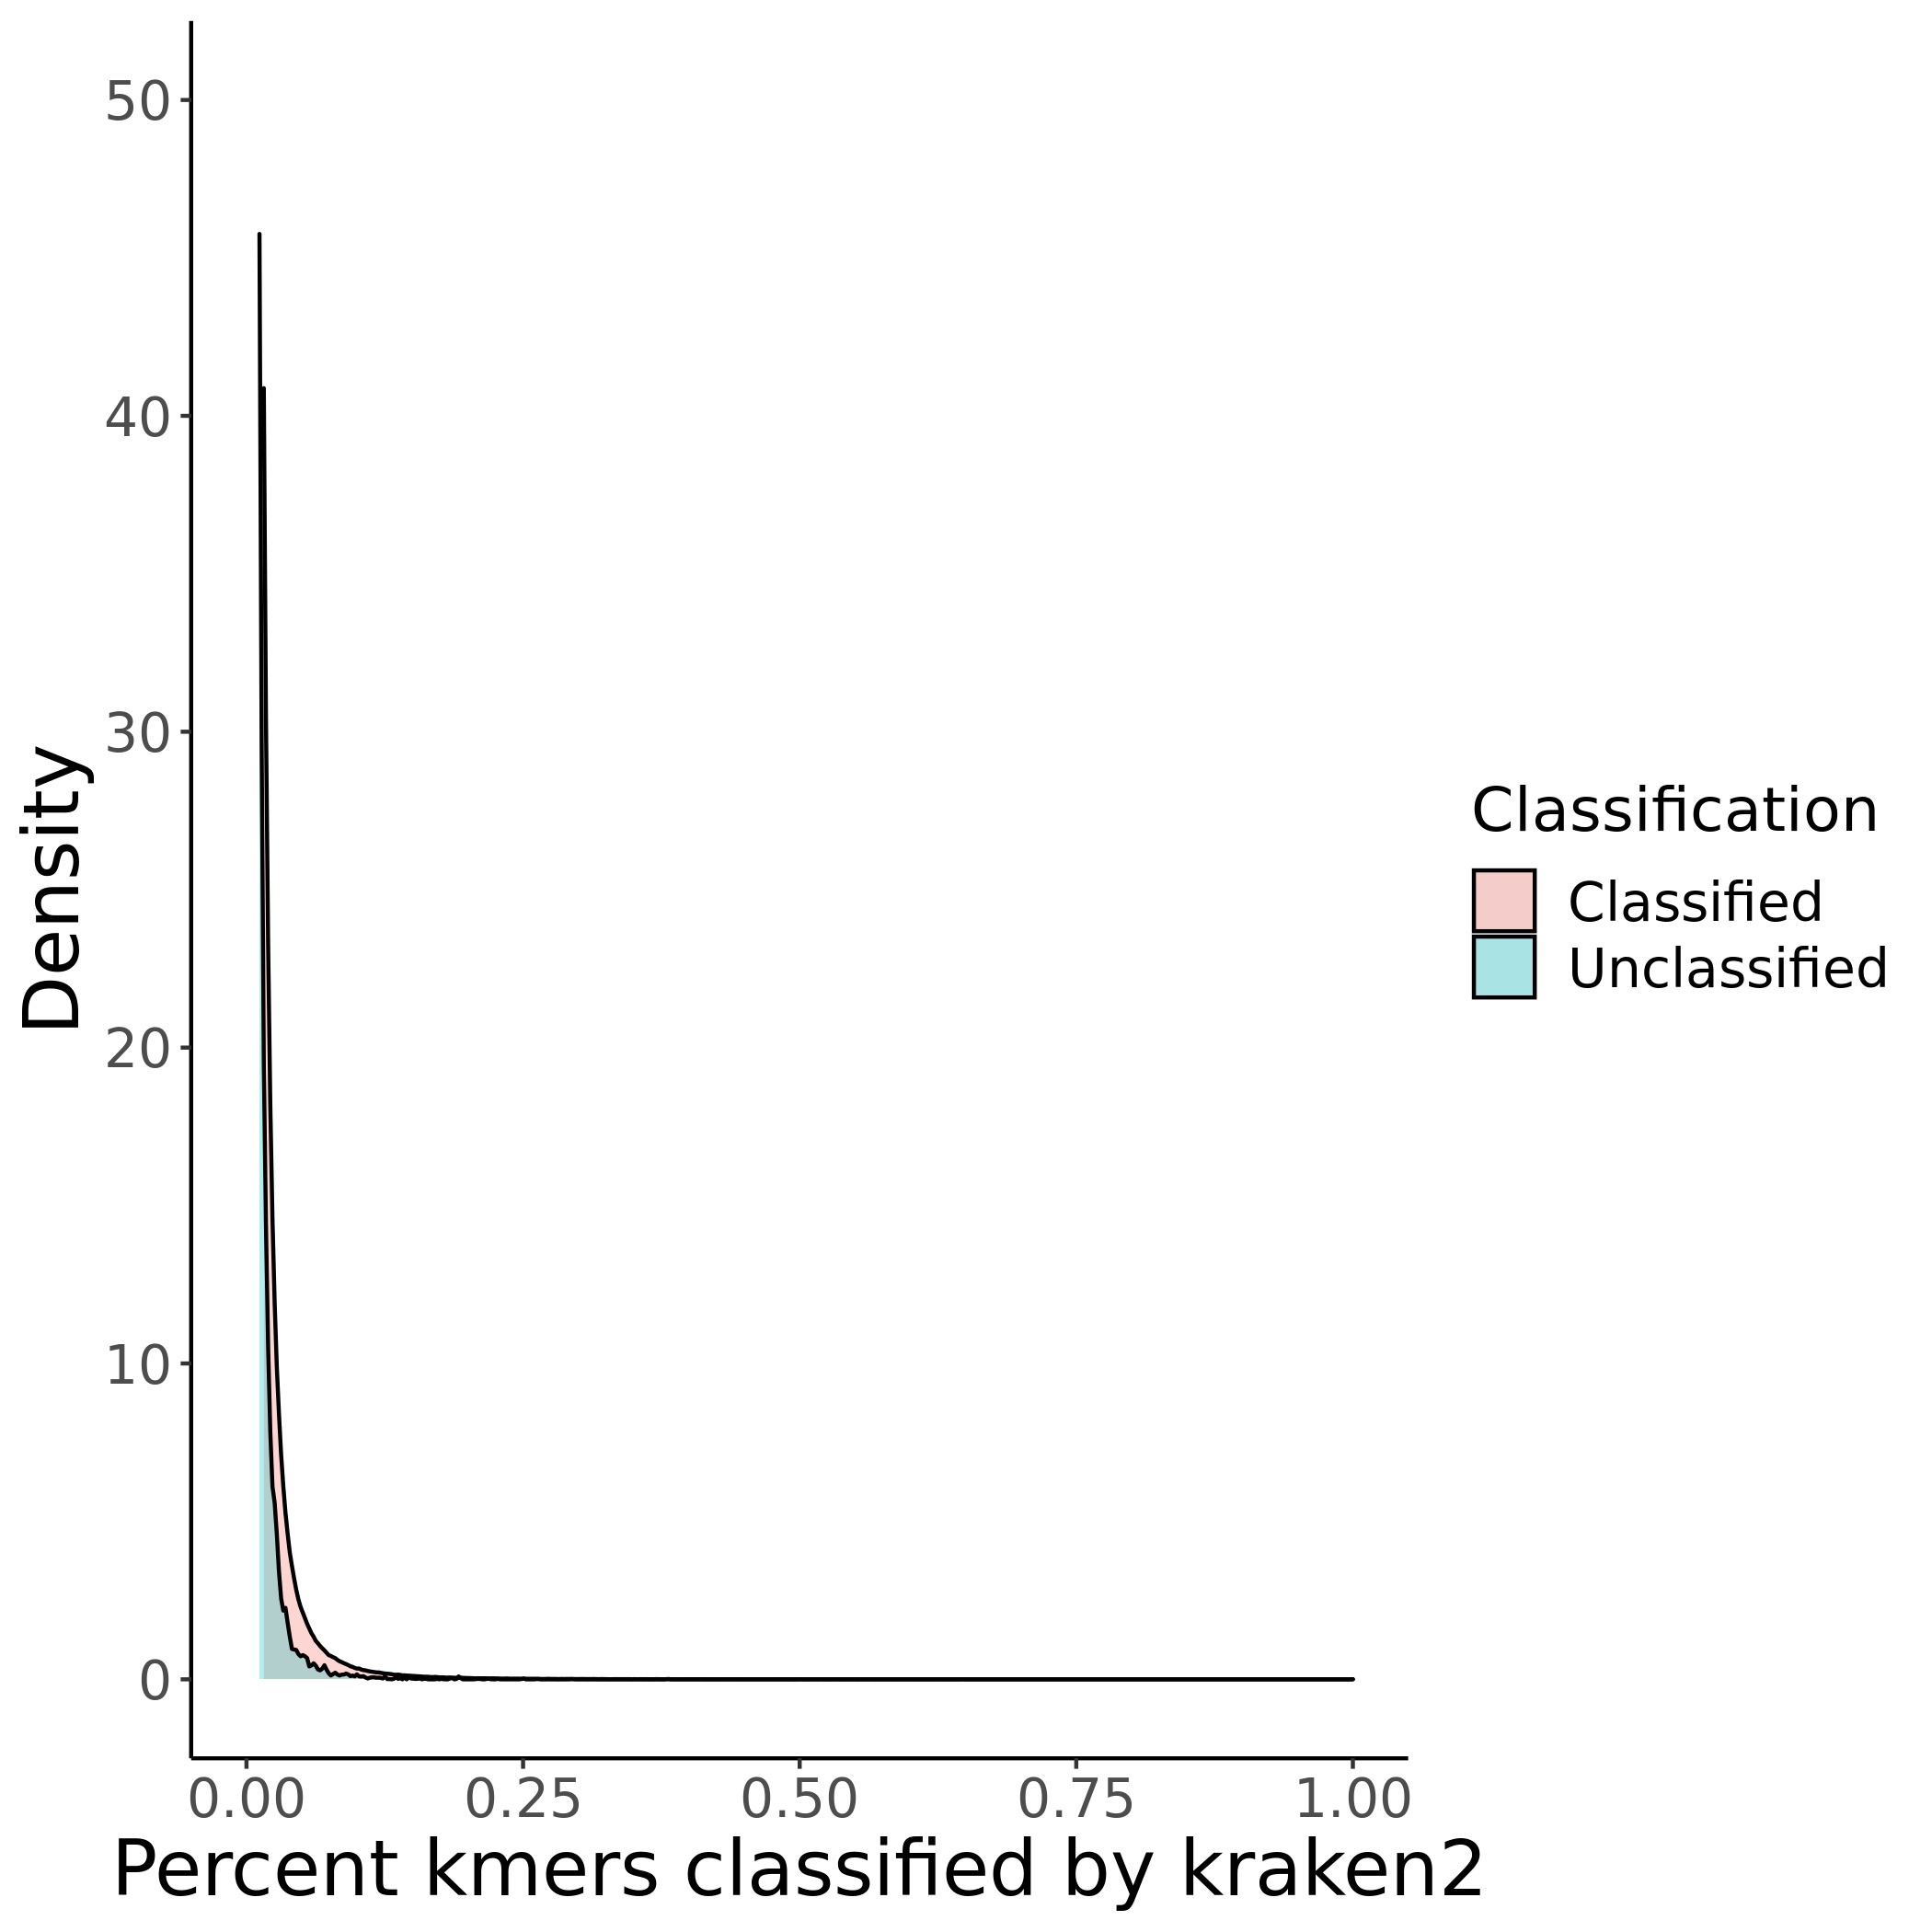 50
40
30
20
10
0
Density
0.00 0.25 0.50 0.75 1.00
Percent kmers classified by kraken2
Classification
Classified
Unclassified